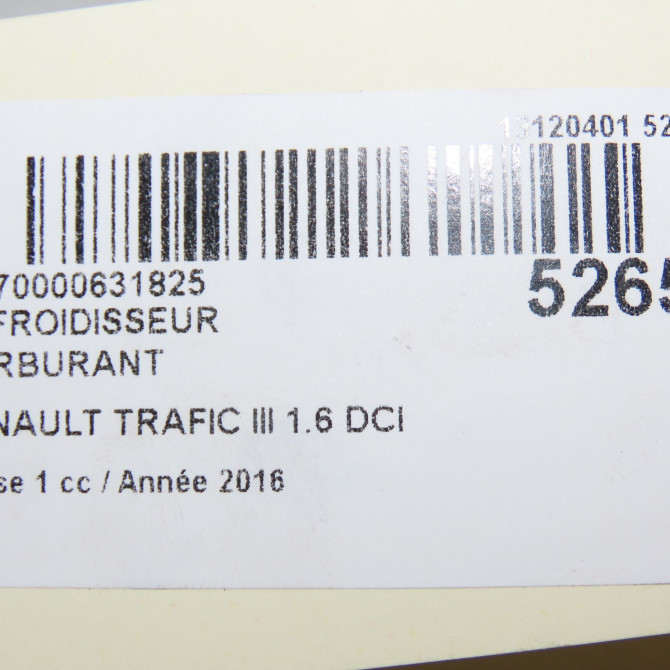 13120401 52
70000631825
5265
FROIDISSEUR
RBURANT
NAULT TRAFIC III 1.6 DCI
se 1 cc / Année 2016